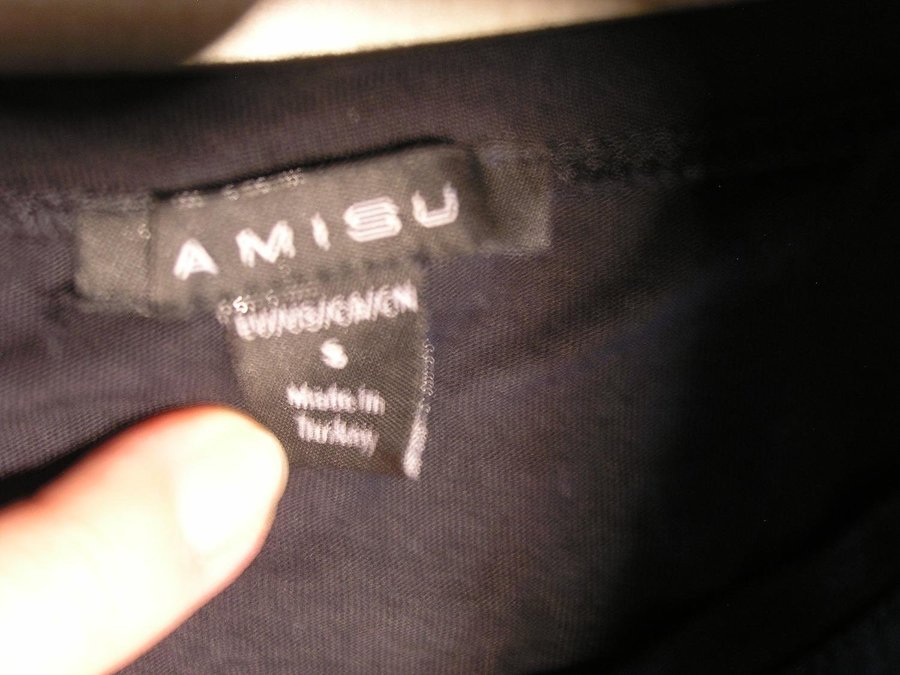 AMISU
EU/US/CA/CN
S
Made in
Turkey